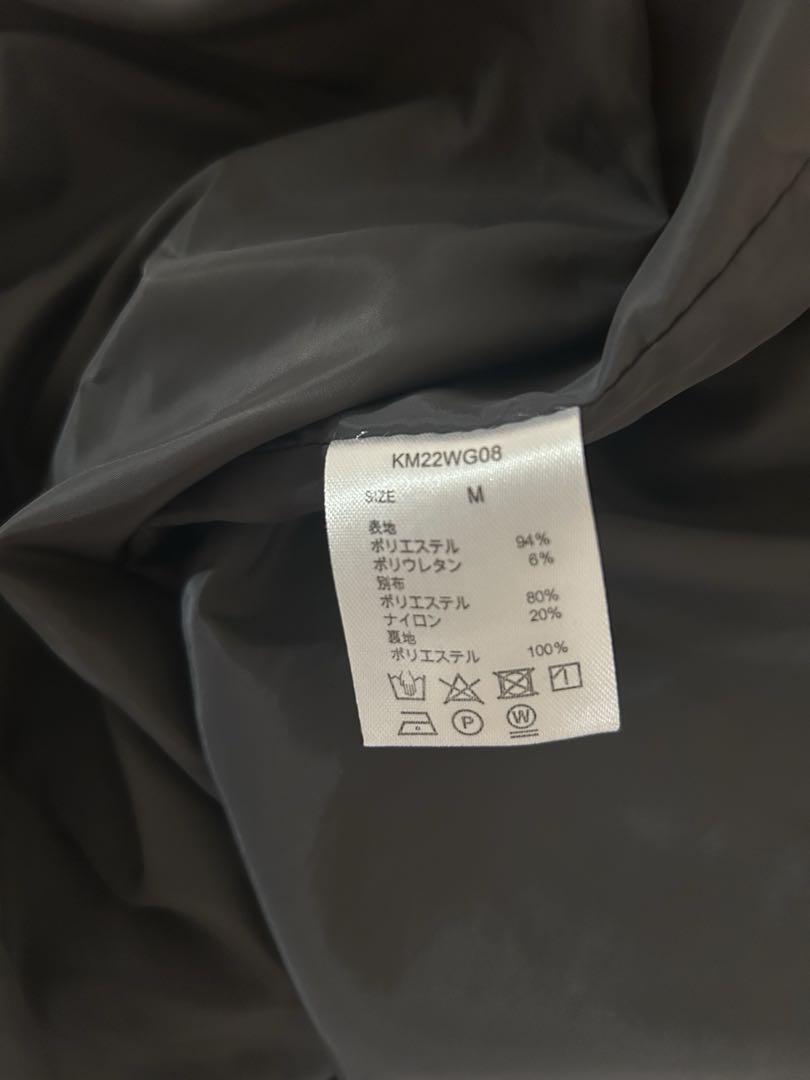 KM22WG08
SIZE M
表地
ポリエステル 94%
ポリウレタン 6%
別布
ポリエステル 80%
ナイロン 20%
裏地
ポリエステル 100%
P W